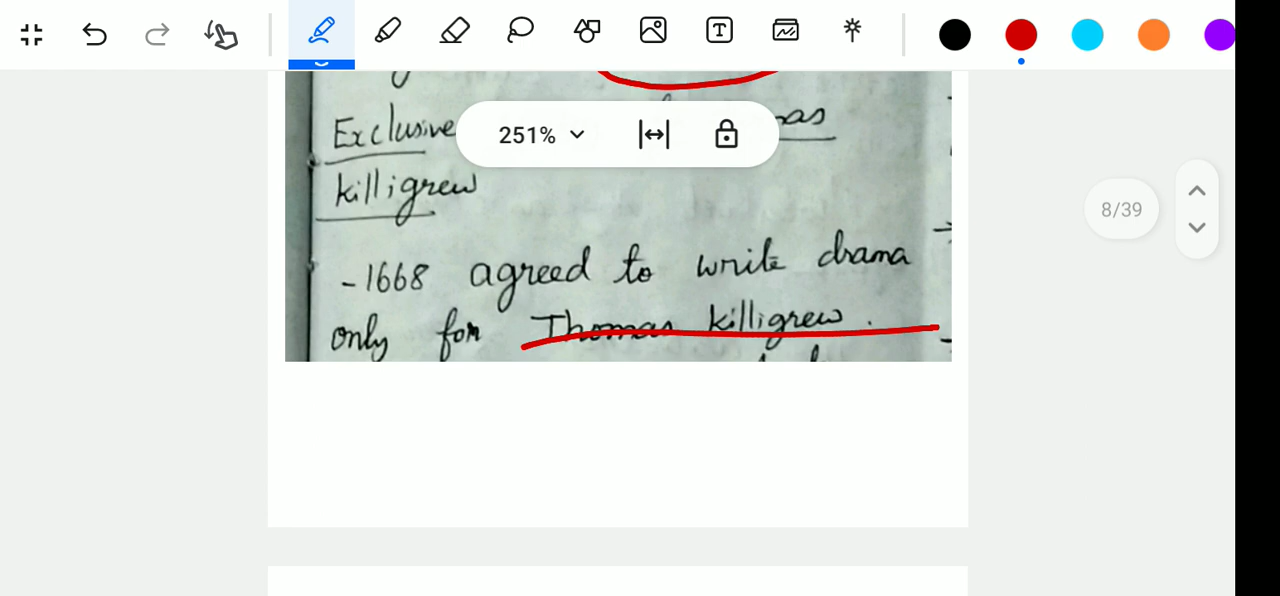 251%
Exclusive
killigrew
8/39
-1668 agreed to write drama
only for Thomas killigrew.